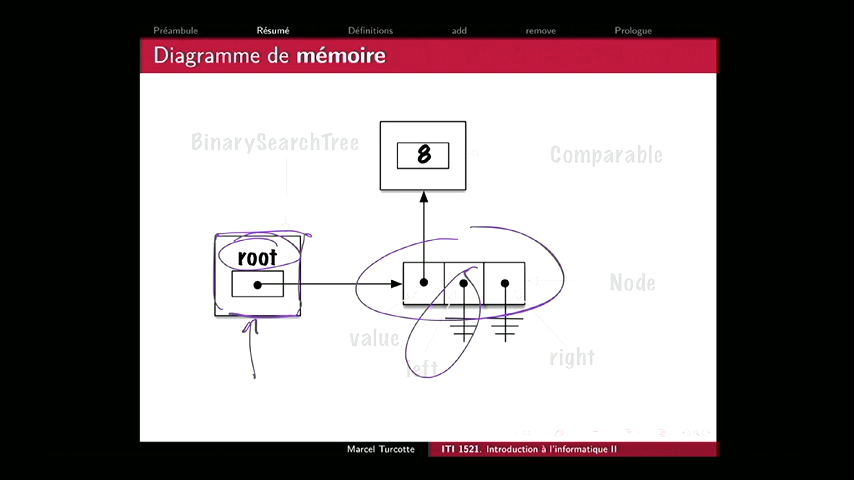 Préambule Résumé Définitions add remove Prologue
Diagramme de mémoire
BinarySearchTree
8
Comparable
root
Node
value
left
right
Marcel Turcotte ITI 1521. Introduction à l'informatique II